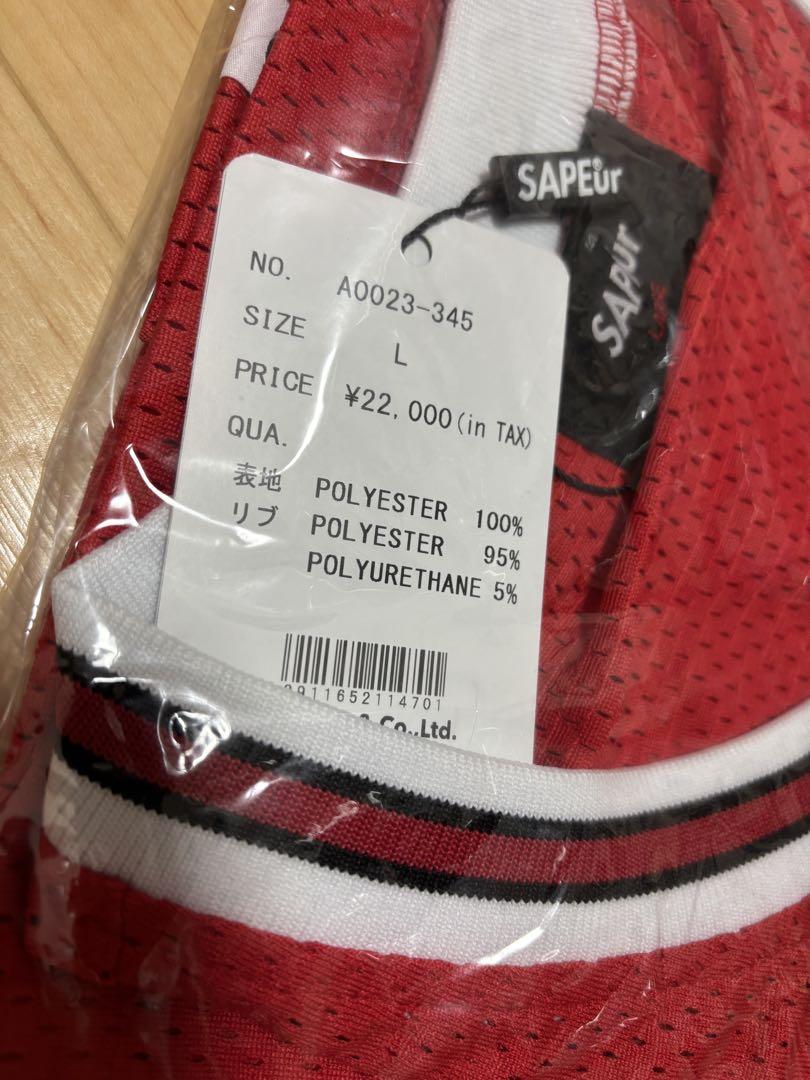 SAPEur
SAPEur
NO. A0023-345
SIZE L
PRICE ¥22,000(in TAX)
QUA.
表地 POLYESTER 100%
リブ POLYESTER 95%
POLYURETHANE 5%
2911652114701
& Co.,Ltd.